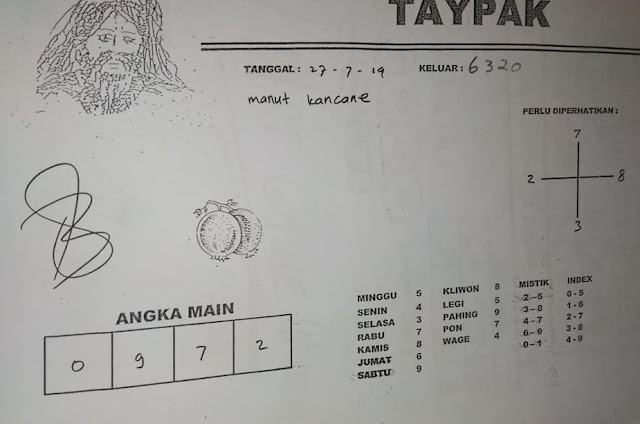 TAYPAK
TANGGAL : 27 - 7 - 19 KELUAR : 6320
manut kancane
PERLU DIPERHATIKAN :
7
2 8
3
ANGKA MAIN
0 9 7 2
MINGGU 5 KLIWON 8 MISTIK INDEX
SENIN 4 LEGI 5 2-5 0-5
SELASA 3 PAHING 9 3-8 1-6
RABU 7 PON 7 4-7 2-7
KAMIS 8 WAGE 4 6-9 3-8
JUMAT 6 0-1 4-9
SABTU 9